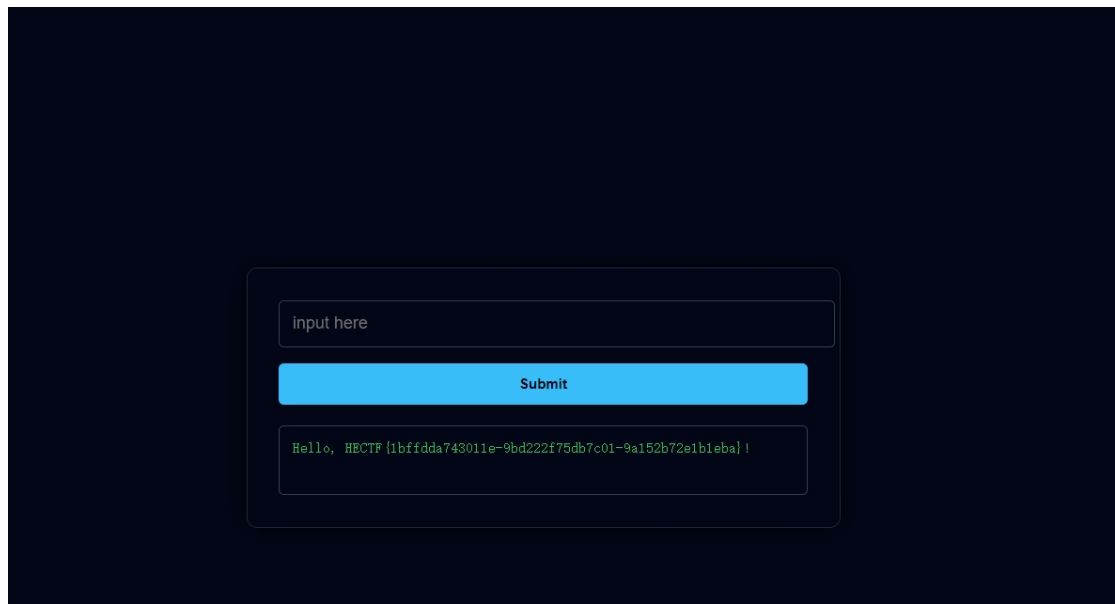 input here
Submit
Hello, HECTF{1bffdda743011e-9bd222f75db7c01-9a152b72e1b1eba}!